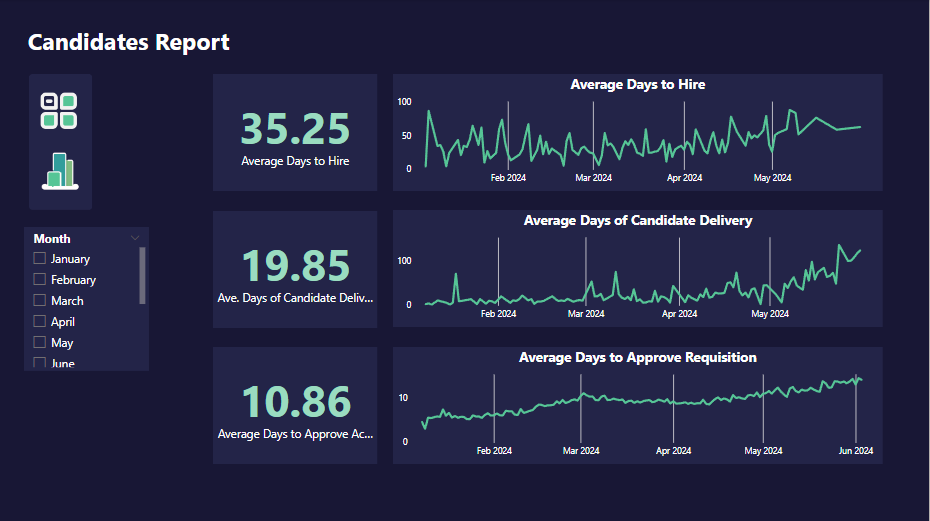 Candidates Report
Month
January
February
March
April
May
June
35.25
Average Days to Hire
Average Days to Hire
100
50
0
Feb 2024
Mar 2024
Apr 2024
May 2024
19.85
Ave. Days of Candidate Deliv...
Average Days of Candidate Delivery
100
0
Feb 2024
Mar 2024
Apr 2024
May 2024
10.86
Average Days to Approve Ac...
Average Days to Approve Requisition
10
0
Feb 2024
Mar 2024
Apr 2024
May 2024
Jun 2024